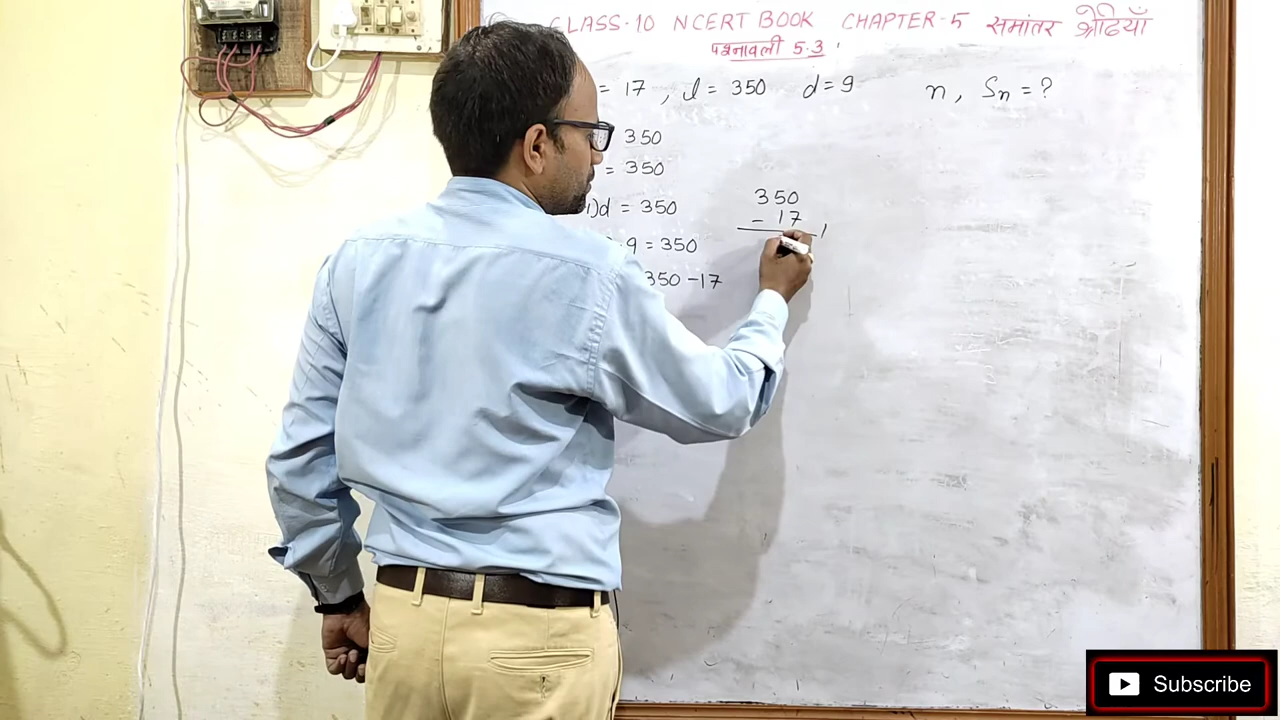 CLASS-10 NCERT BOOK CHAPTER-5 समांतर श्रेढियाँ
प्रश्नावली 5.3
= 17 , l = 350 d = 9 n , Sn = ?
350
= 350
1)d = 350
9 = 350
350 - 17
350
- 17
Subscribe